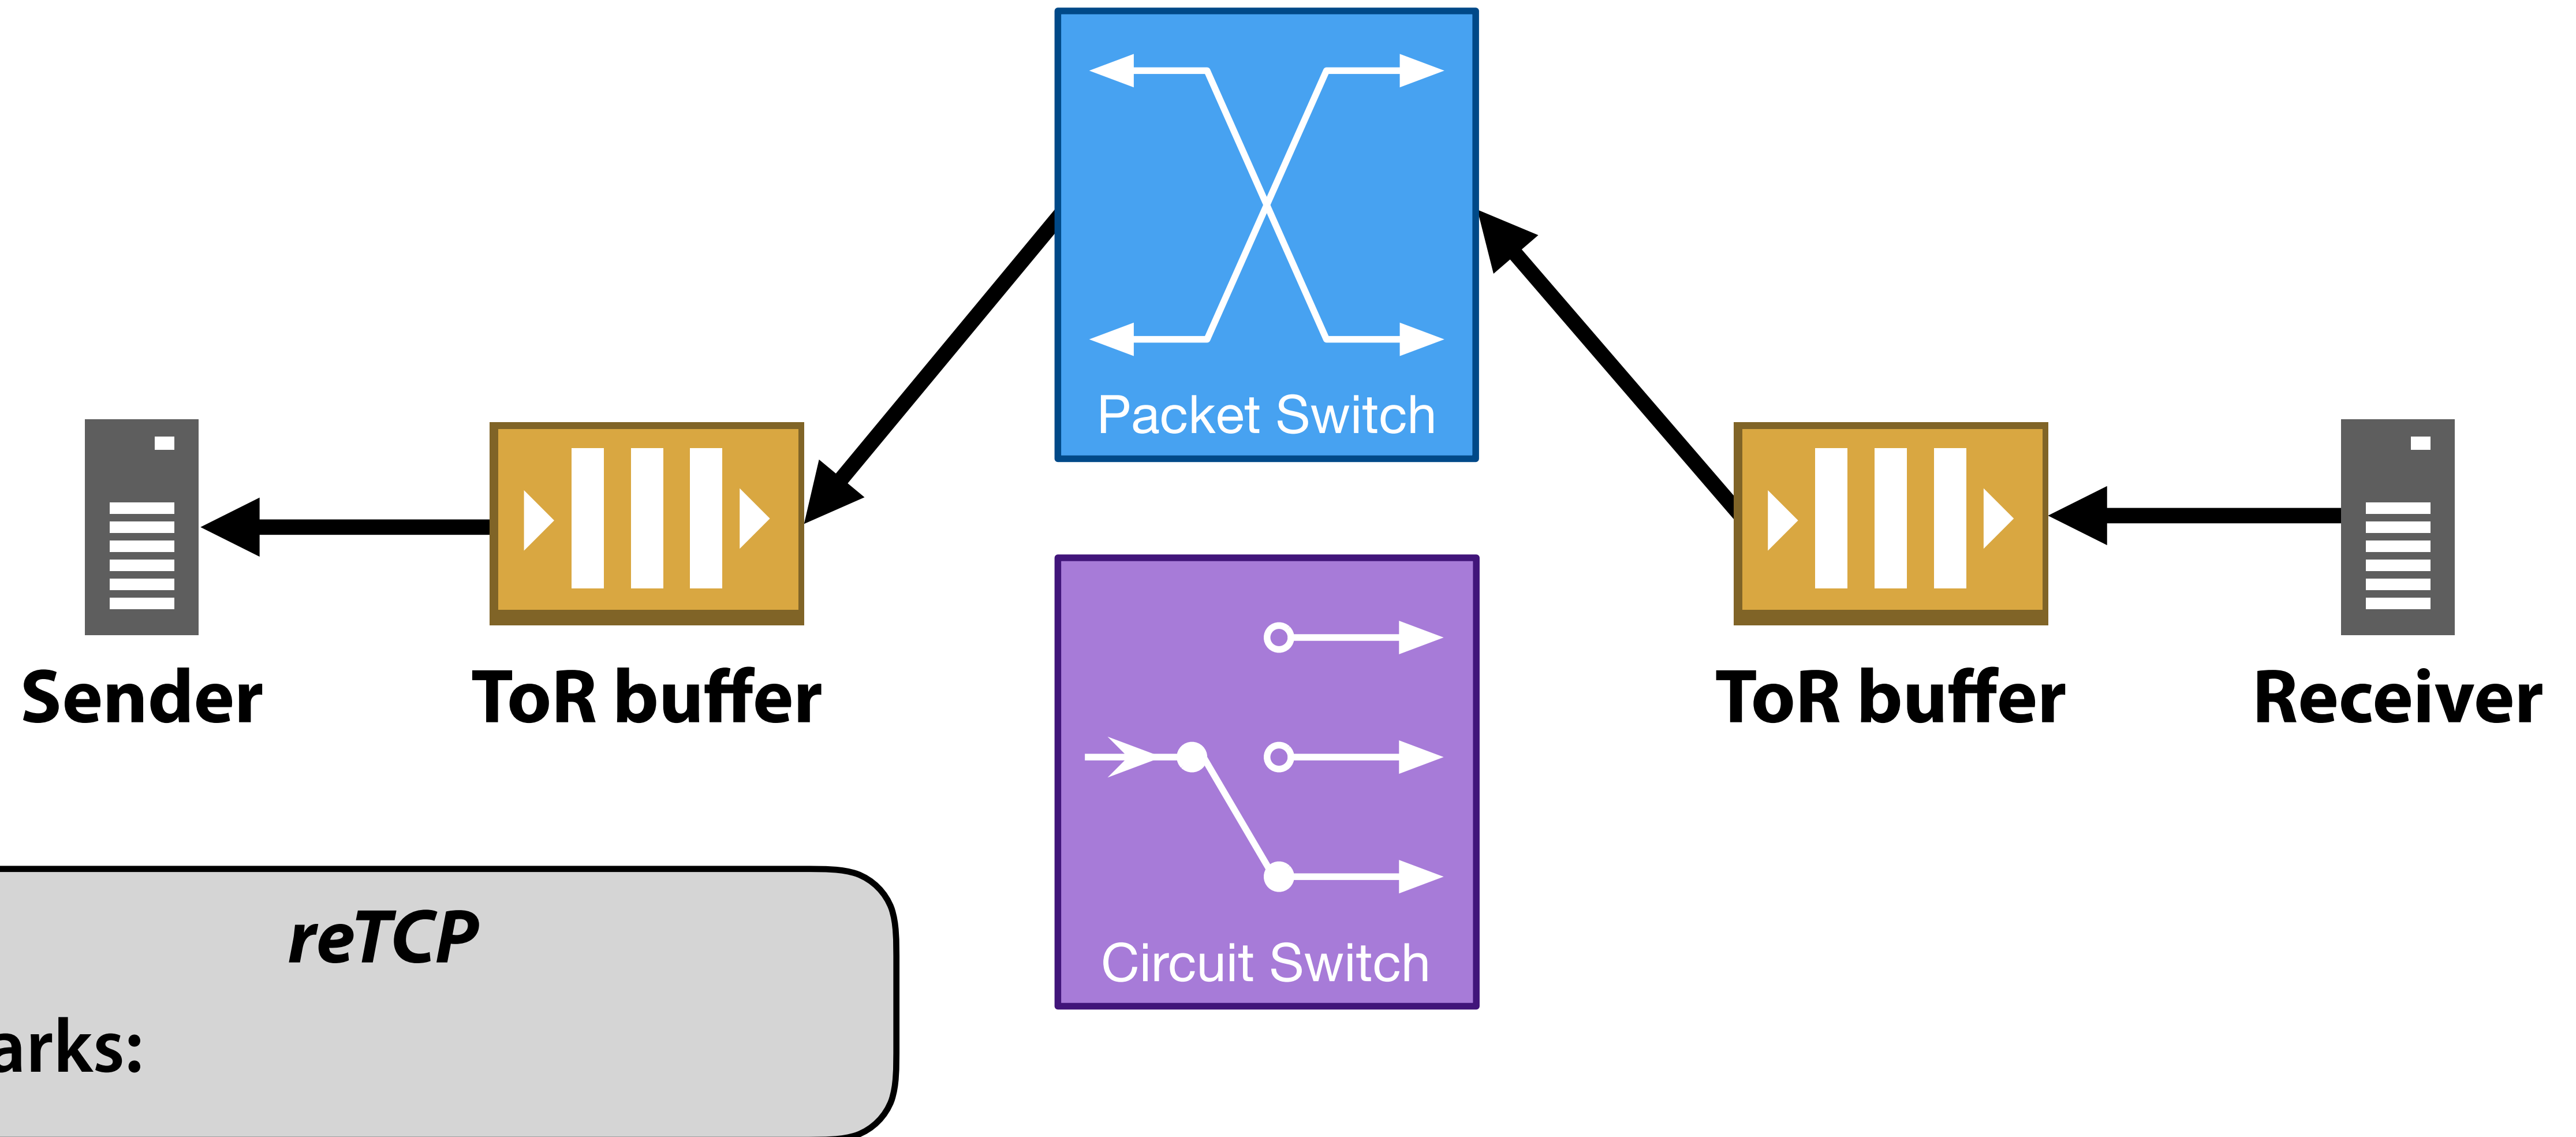 Packet Switch
Sender
ToR buffer
ToR buffer
Receiver
Circuit Switch
reTCP
arks: